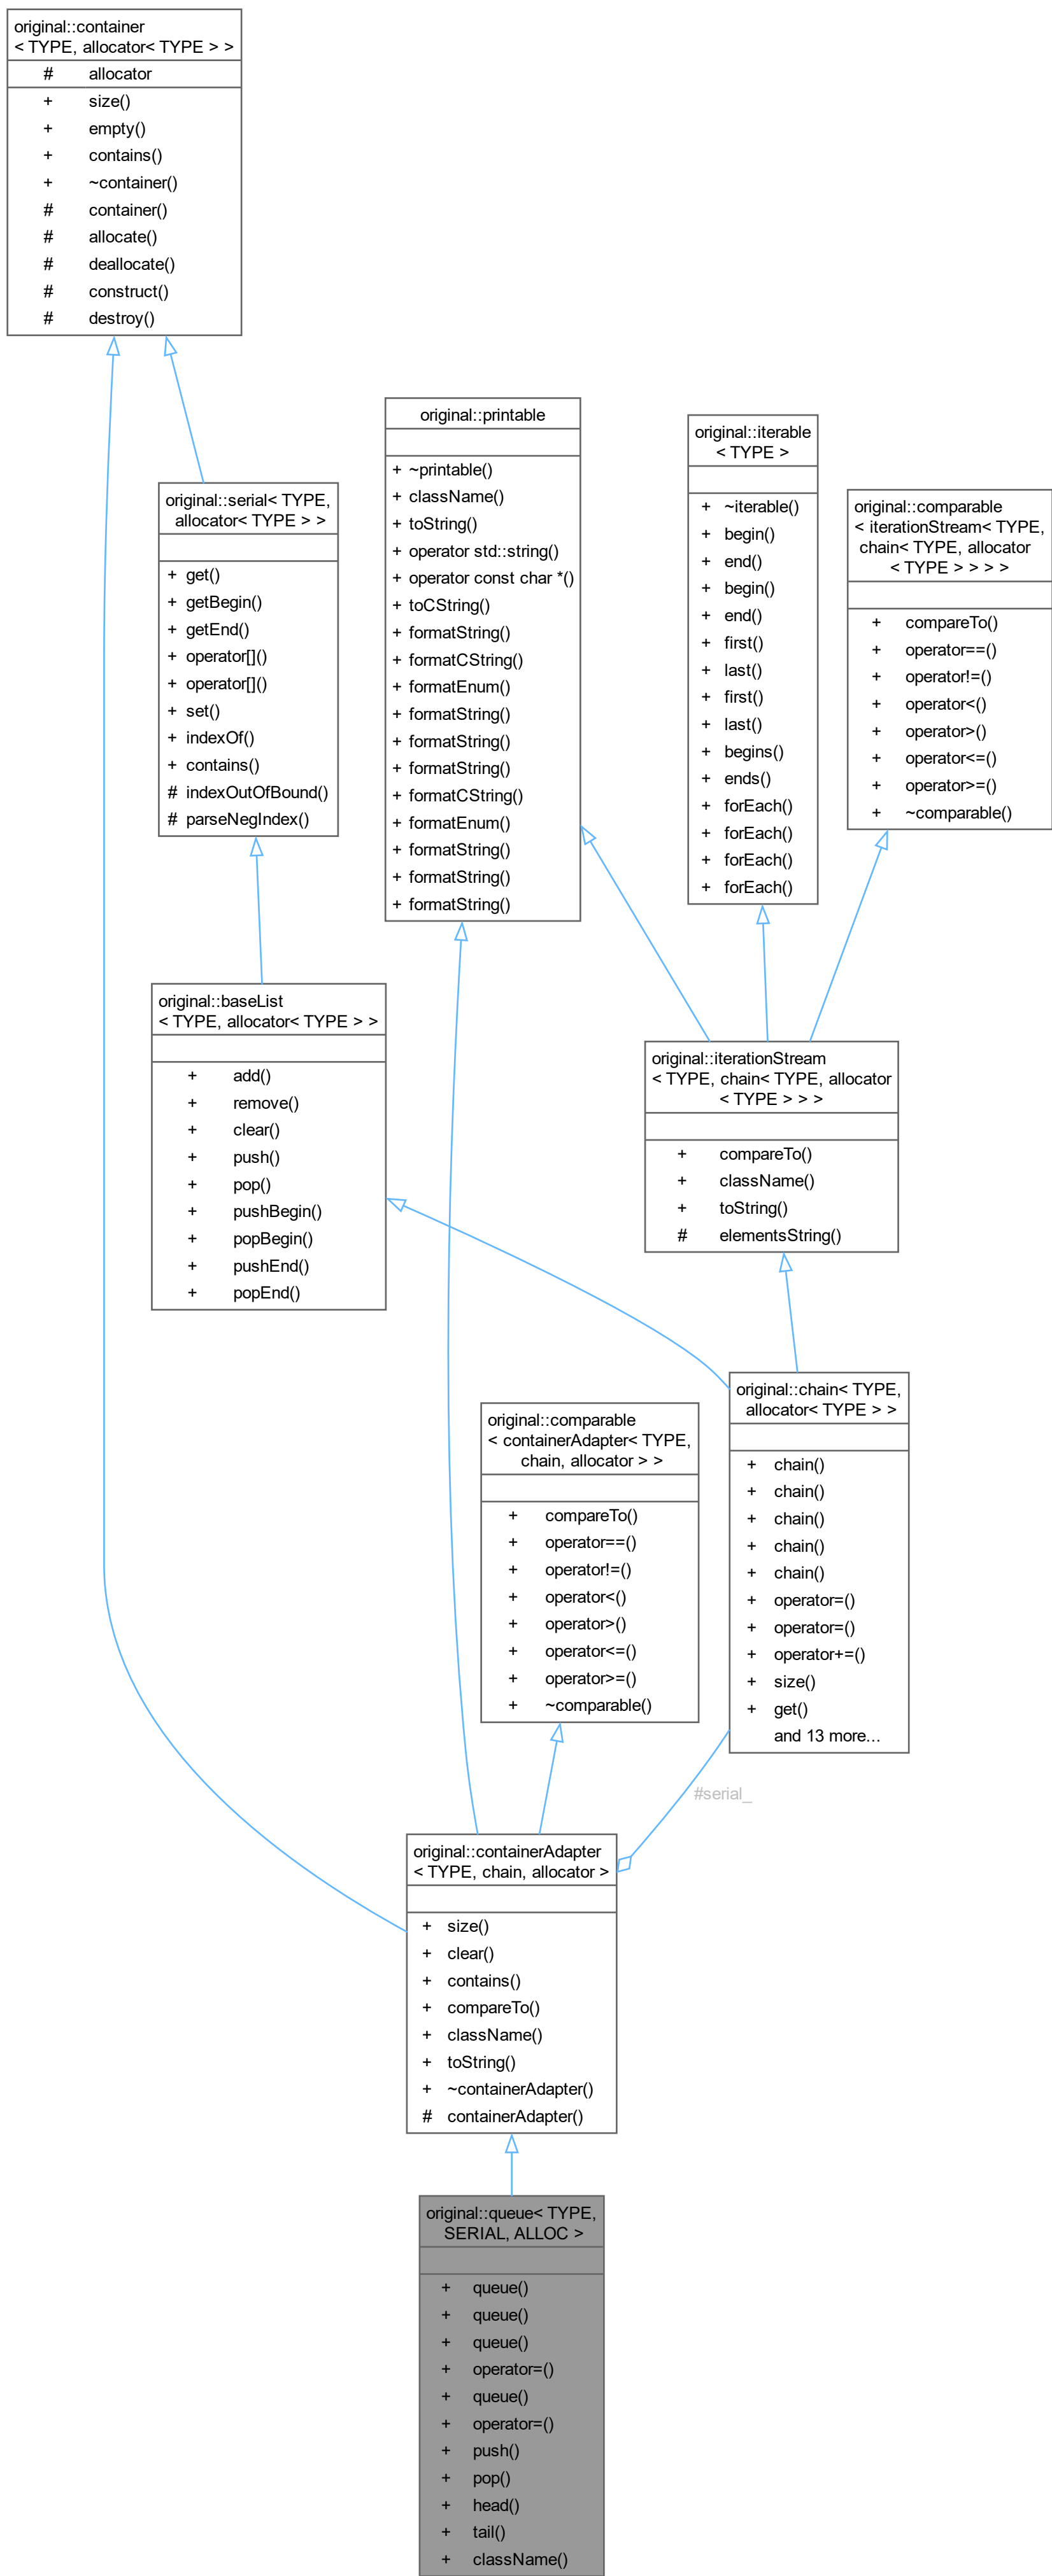 original::container
< TYPE, allocator< TYPE > >
# allocator
+ size()
+ empty()
+ contains()
+ ~container()
# container()
# allocate()
# deallocate()
# construct()
# destroy()
original::serial< TYPE,
allocator< TYPE > >
+ get()
+ getBegin()
+ getEnd()
+ operator[]()
+ operator[]()
+ set()
+ indexOf()
+ contains()
# indexOutOfBound()
# parseNegIndex()
original::printable
+ ~printable()
+ className()
+ toString()
+ operator std::string()
+ operator const char *()
+ toCString()
+ formatString()
+ formatCString()
+ formatEnum()
+ formatString()
+ formatString()
+ formatString()
+ formatCString()
+ formatEnum()
+ formatString()
+ formatString()
+ formatString()
original::iterable
< TYPE >
+ ~iterable()
+ begin()
+ end()
+ begin()
+ end()
+ first()
+ last()
+ first()
+ last()
+ begins()
+ ends()
+ forEach()
+ forEach()
+ forEach()
+ forEach()
original::comparable
< iterationStream< TYPE,
chain< TYPE, allocator
< TYPE > > > >
+ compareTo()
+ operator==()
+ operator!=()
+ operator<()
+ operator>()
+ operator<=()
+ operator>=()
+ ~comparable()
original::baseList
< TYPE, allocator< TYPE > >
+ add()
+ remove()
+ clear()
+ push()
+ pop()
+ pushBegin()
+ popBegin()
+ pushEnd()
+ popEnd()
original::iterationStream
< TYPE, chain< TYPE, allocator
< TYPE > > >
+ compareTo()
+ className()
+ toString()
# elementsString()
original::chain< TYPE,
allocator< TYPE > >
+ chain()
+ chain()
+ chain()
+ chain()
+ chain()
+ operator=()
+ operator=()
+ operator+=()
+ size()
+ get()
and 13 more...
original::comparable
< containerAdapter< TYPE,
chain, allocator > >
+ compareTo()
+ operator==()
+ operator!=()
+ operator<()
+ operator>()
+ operator<=()
+ operator>=()
+ ~comparable()
#serial_
original::containerAdapter
< TYPE, chain, allocator >
+ size()
+ clear()
+ contains()
+ compareTo()
+ className()
+ toString()
+ ~containerAdapter()
# containerAdapter()
original::queue< TYPE,
SERIAL, ALLOC >
+ queue()
+ queue()
+ queue()
+ operator=()
+ queue()
+ operator=()
+ push()
+ pop()
+ head()
+ tail()
+ className()